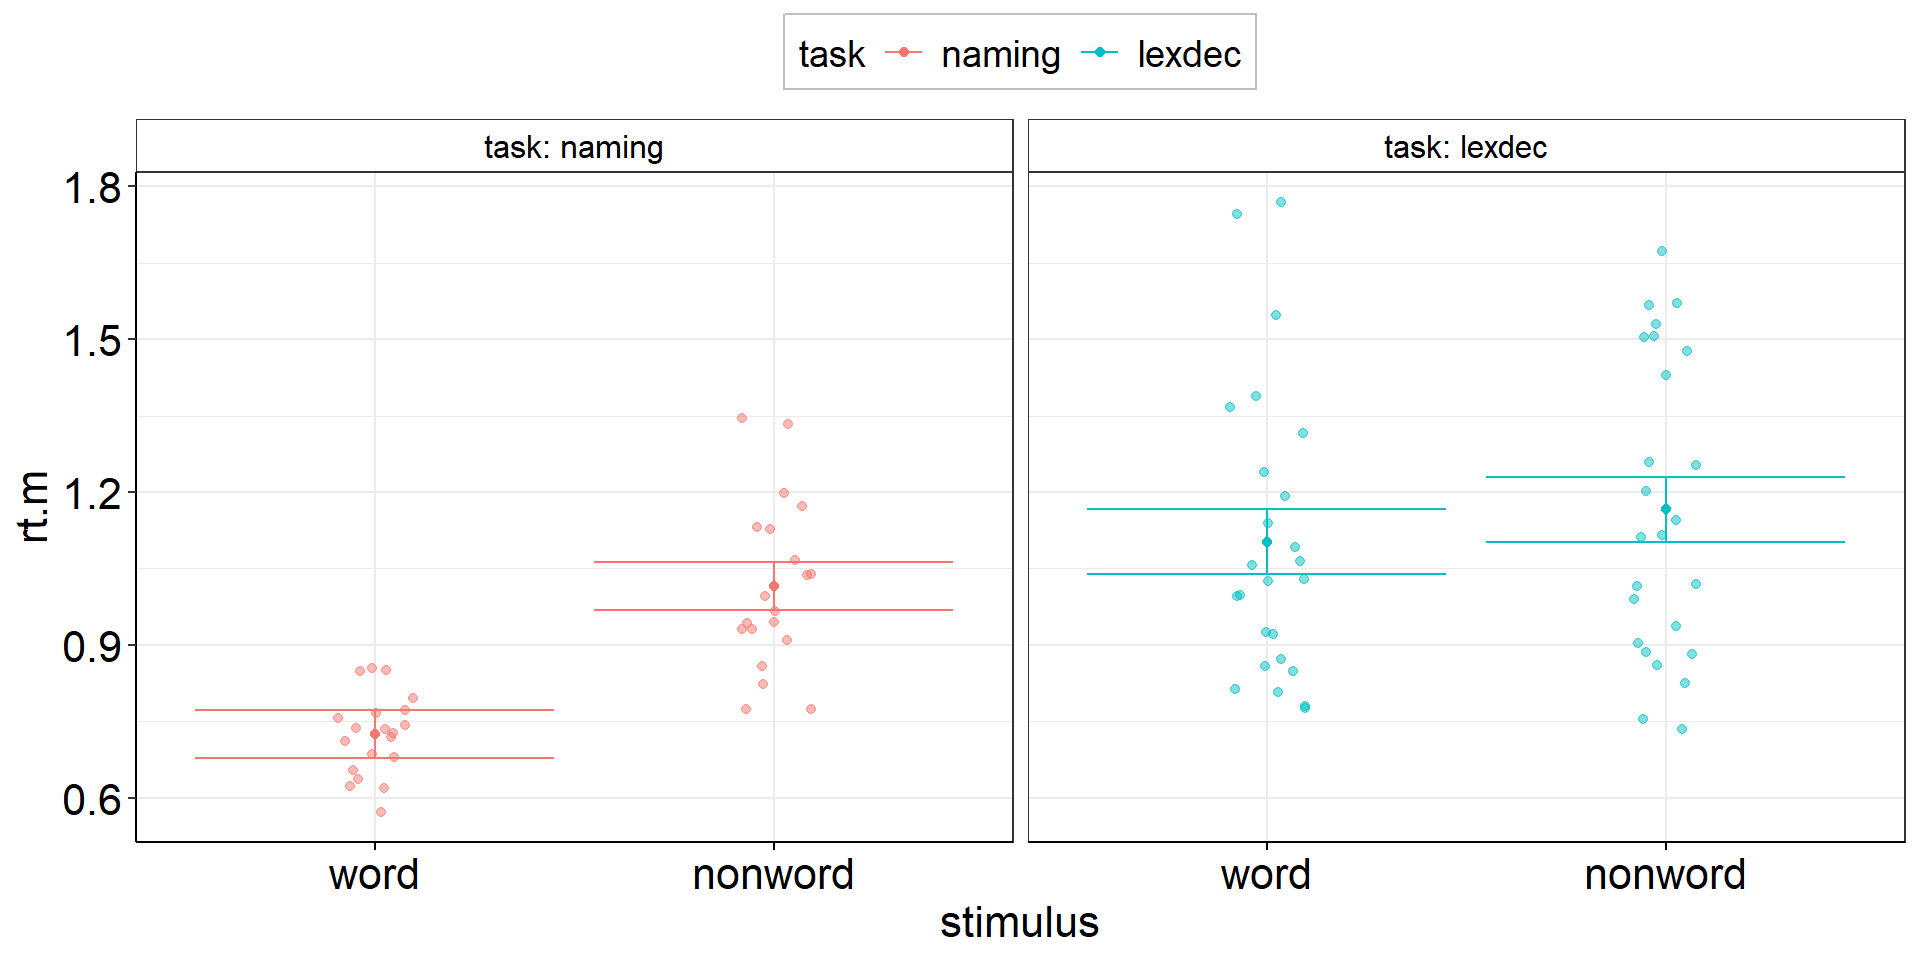 task naming lexdec
task: naming task: lexdec
1.8
1.5
1.2
0.9
0.6
rt.m
word nonword word nonword
stimulus